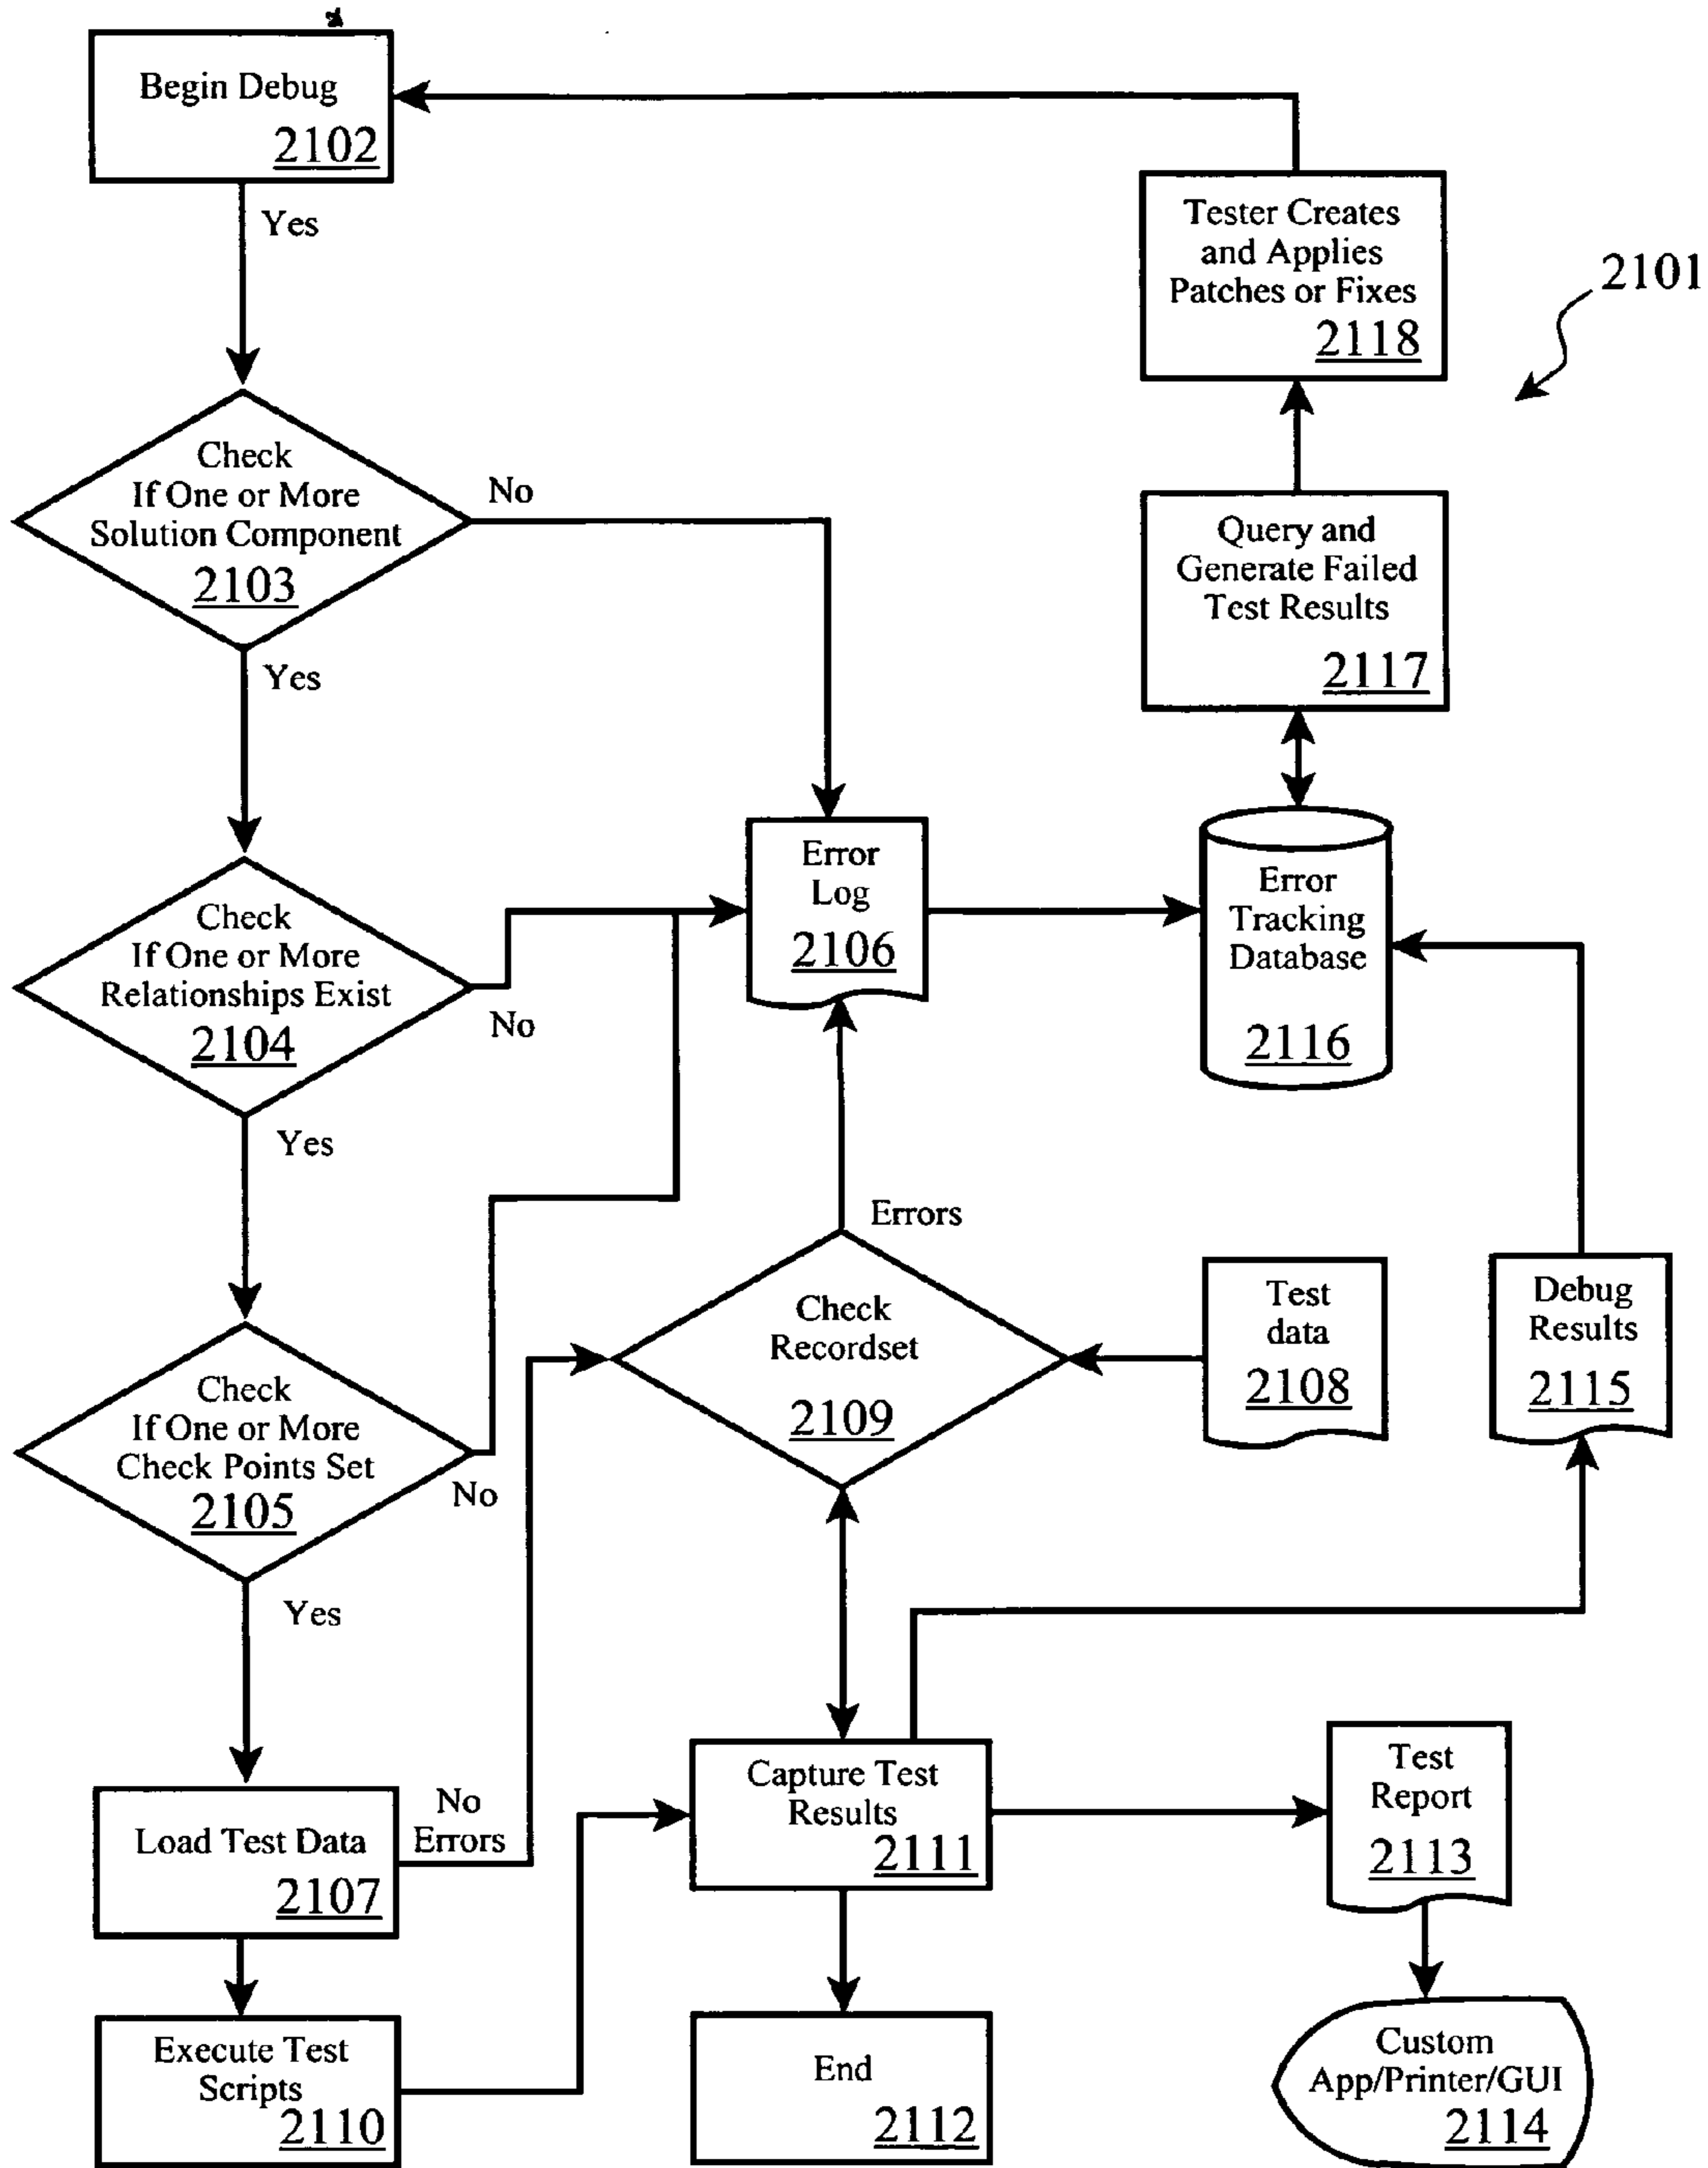 Begin Debug
2102
Yes
Tester Creates
and Applies
Patches or Fixes
2118
2101
Check
If One or More
Solution Component
2103
No
Yes
Query and
Generate Failed
Test Results
2117
Error
Log
2106
Error
Tracking
Database
2116
Check
If One or More
Relationships Exist
2104
No
Yes
Errors
Check
Recordset
2109
Test
data
2108
Debug
Results
2115
Check
If One or More
Check Points Set
2105
No
Yes
Load Test Data
2107
No
Errors
Capture Test
Results
2111
Test
Report
2113
Execute Test
Scripts
2110
End
2112
Custom
App/Printer/GUI
2114